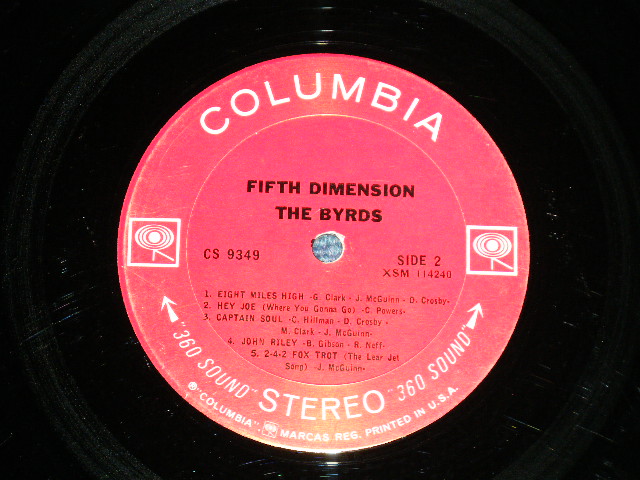 COLUMBIA
FIFTH DIMENSION
THE BYRDS
CS 9349
SIDE 2
XSM 114240
1. EIGHT MILES HIGH -G. Clark - J. McGuinn - D. Crosby-
2. HEY JOE (Where You Gonna Go) -C. Powers-
3. CAPTAIN SOUL -C. Hillman - D. Crosby -
M. Clark - J. McGuinn-
4. JOHN RILEY -B. Gibson - R. Neff-
5. 2-4-2 FOX TROT (The Lear Jet
Song) -J. McGuinn-
"360 SOUND" STEREO "360 SOUND"
® "COLUMBIA", MARCAS REG. PRINTED IN U.S.A.